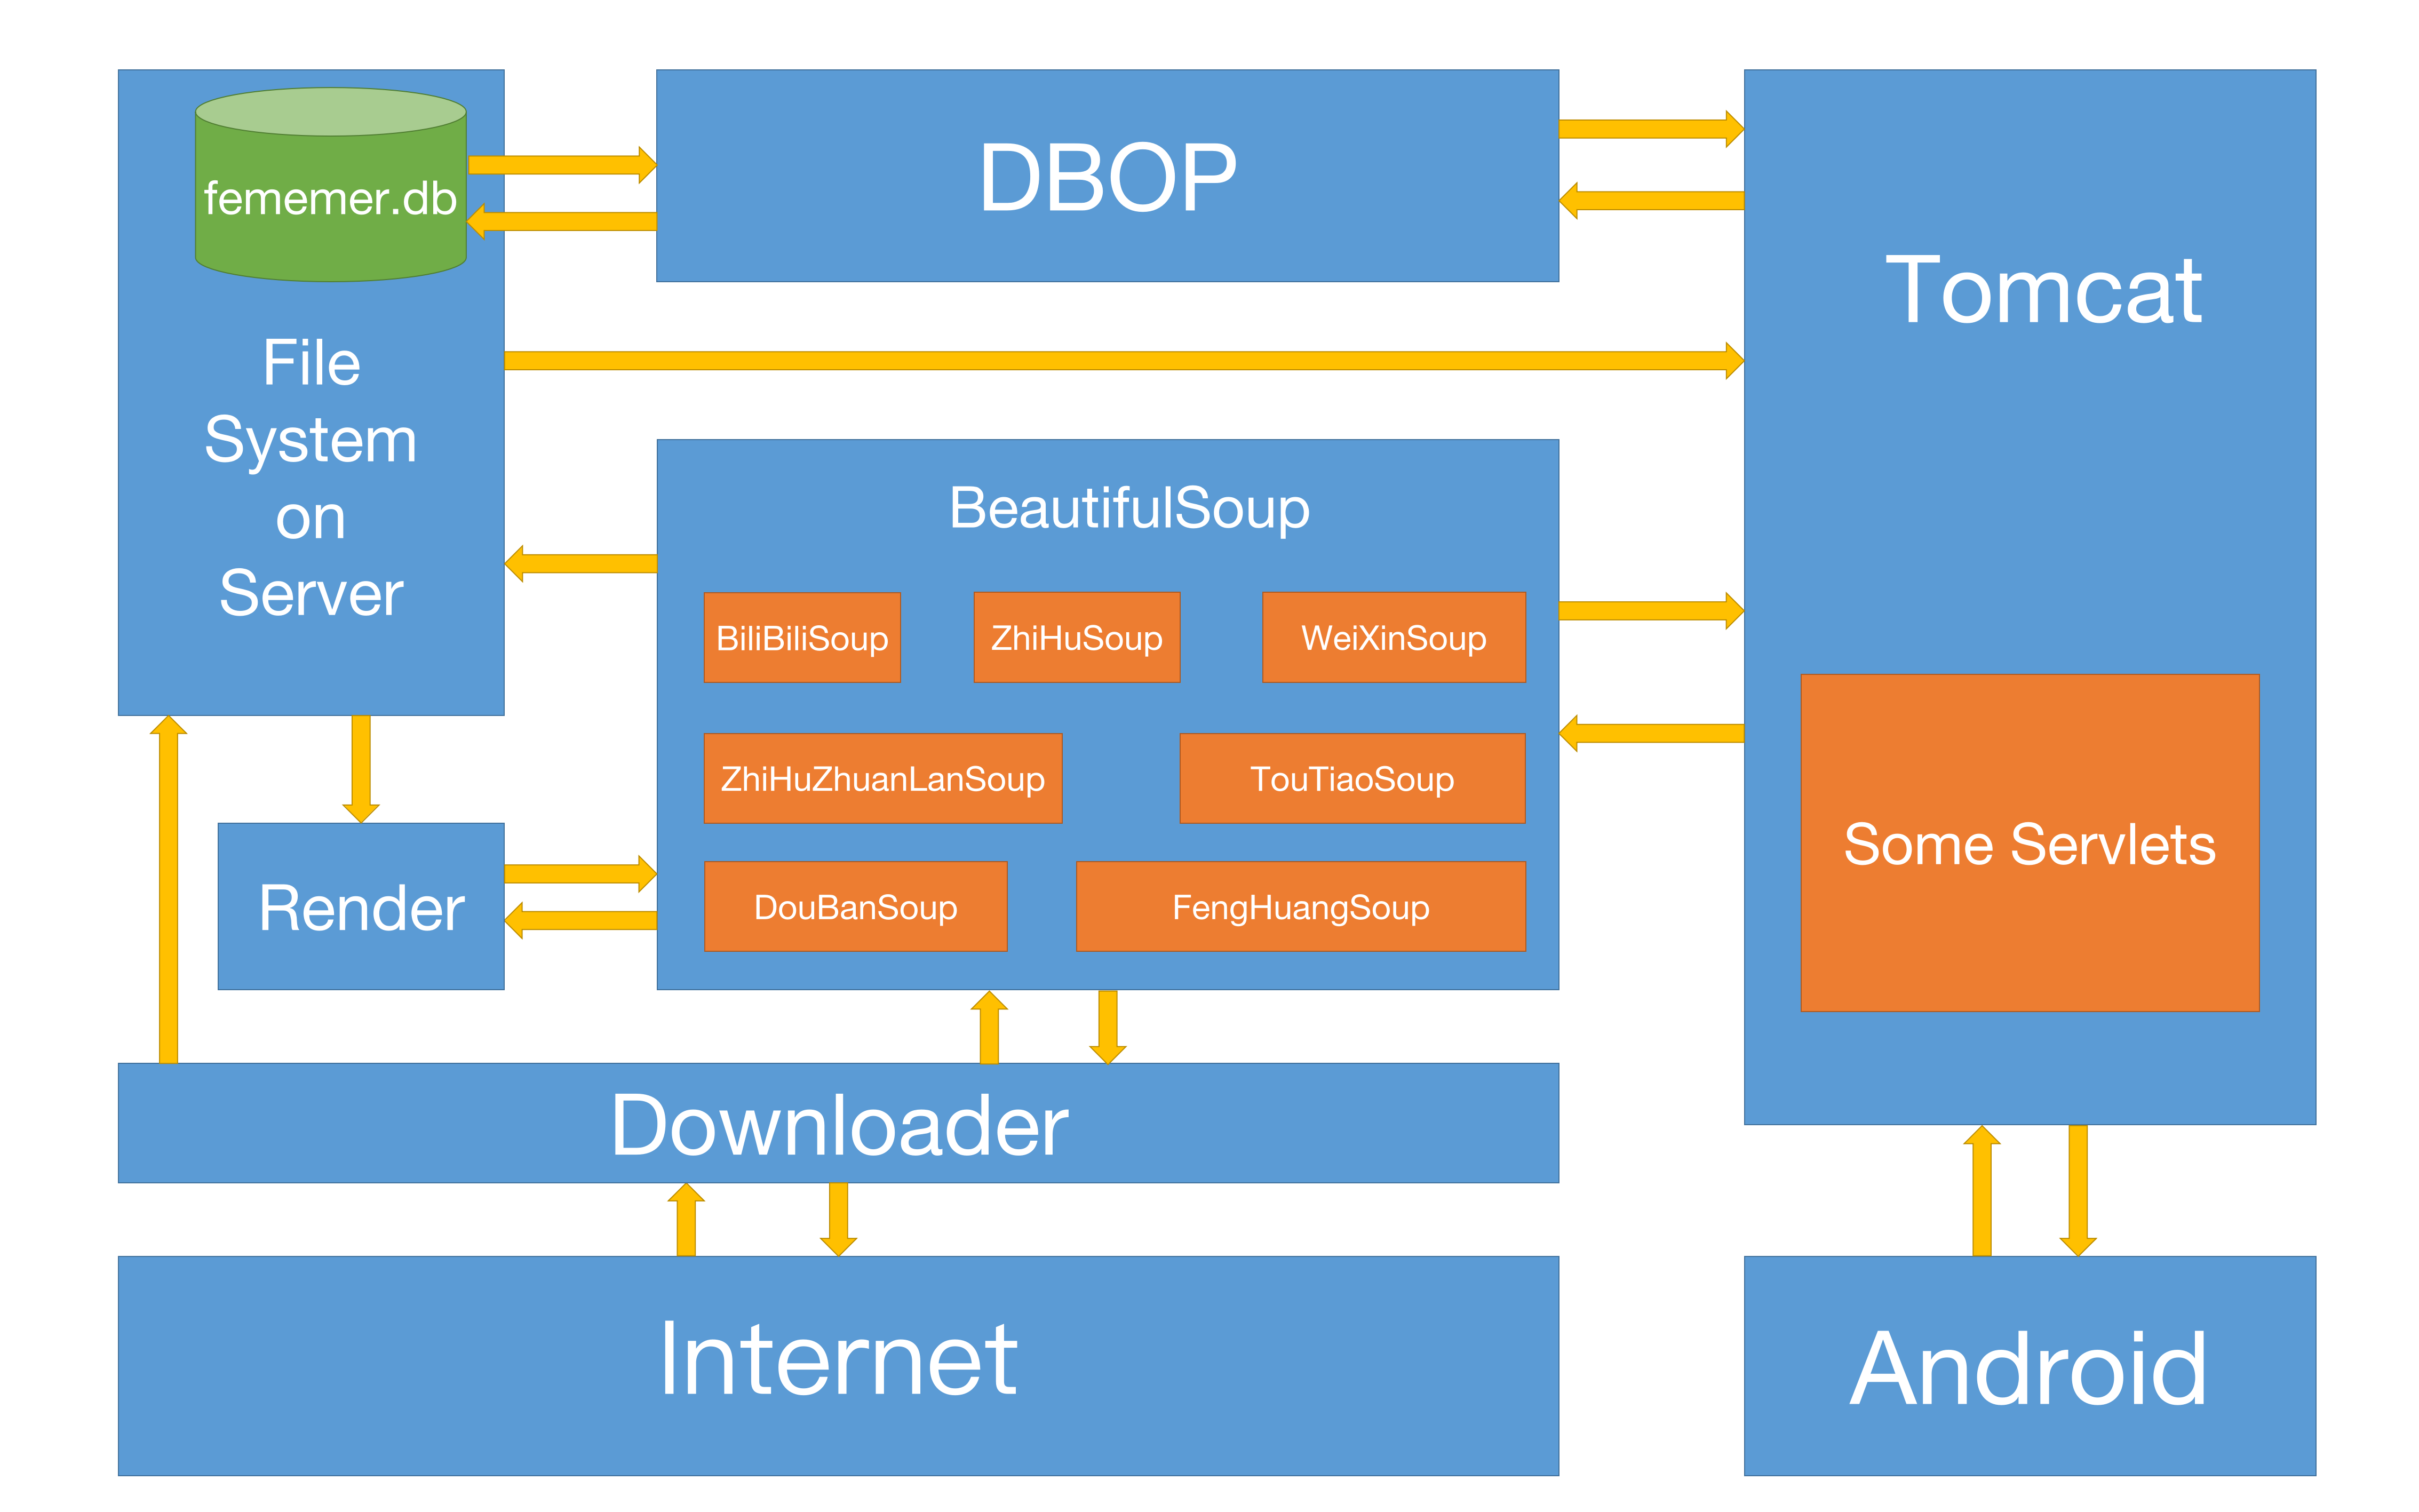 fememer.db
File
System
on
Server
DBOP
Tomcat
BeautifulSoup
BiliBiliSoup
ZhiHuSoup
WeiXinSoup
ZhiHuZhuanLanSoup
TouTiaoSoup
DouBanSoup
FengHuangSoup
Some Servlets
Render
Downloader
Internet
Android